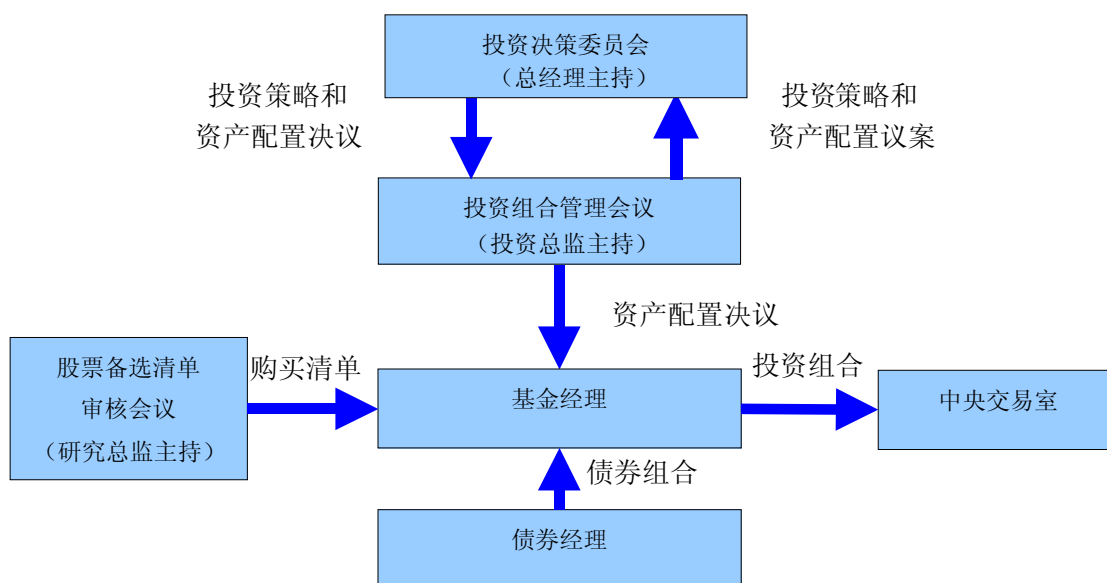 投资决策委员会
（总经理主持）
投资策略和
资产配置决议
投资策略和
资产配置议案
投资组合管理会议
（投资总监主持）
资产配置决议
股票备选清单
审核会议
（研究总监主持）
购买清单
基金经理
投资组合
中央交易室
债券组合
债券经理